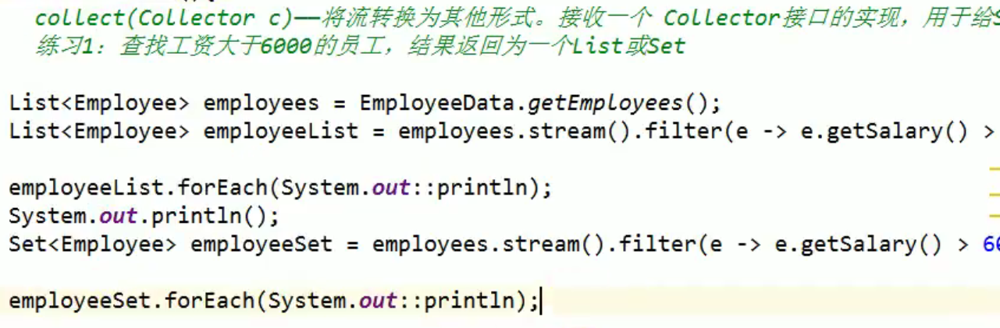 collect(Collector c)——将流转换为其他形式。接收一个 Collector接口的实现，用于给S
练习1：查找工资大于6000的员工，结果返回为一个List或Set
List<Employee> employees = EmployeeData.getEmployees();
List<Employee> employeeList = employees.stream().filter(e -> e.getSalary() >
employeeList.forEach(System.out::println);
System.out.println();
Set<Employee> employeeSet = employees.stream().filter(e -> e.getSalary() > 60
employeeSet.forEach(System.out::println);